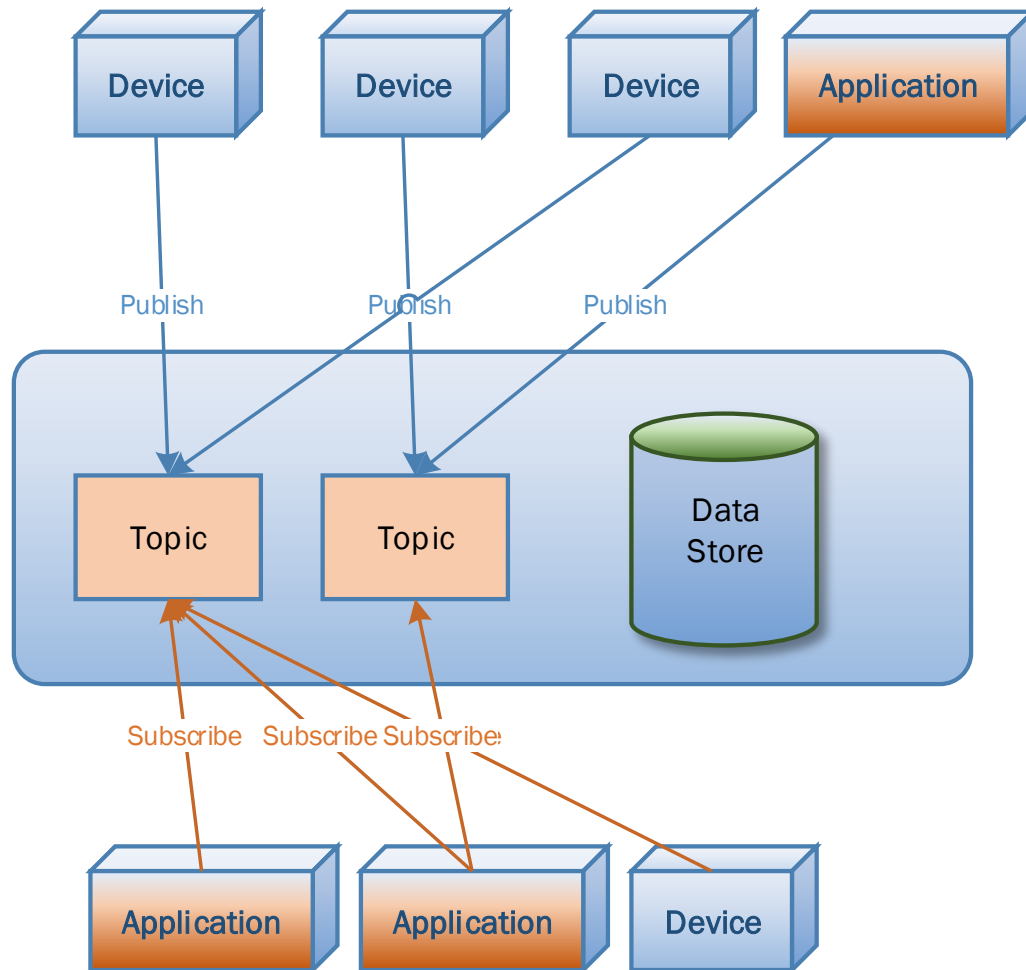 Device
Device
Device
Application
Publish
Publish
Publish
Topic
Topic
Data
Store
Subscribe
Subscribe
Subscribe
Application
Application
Device